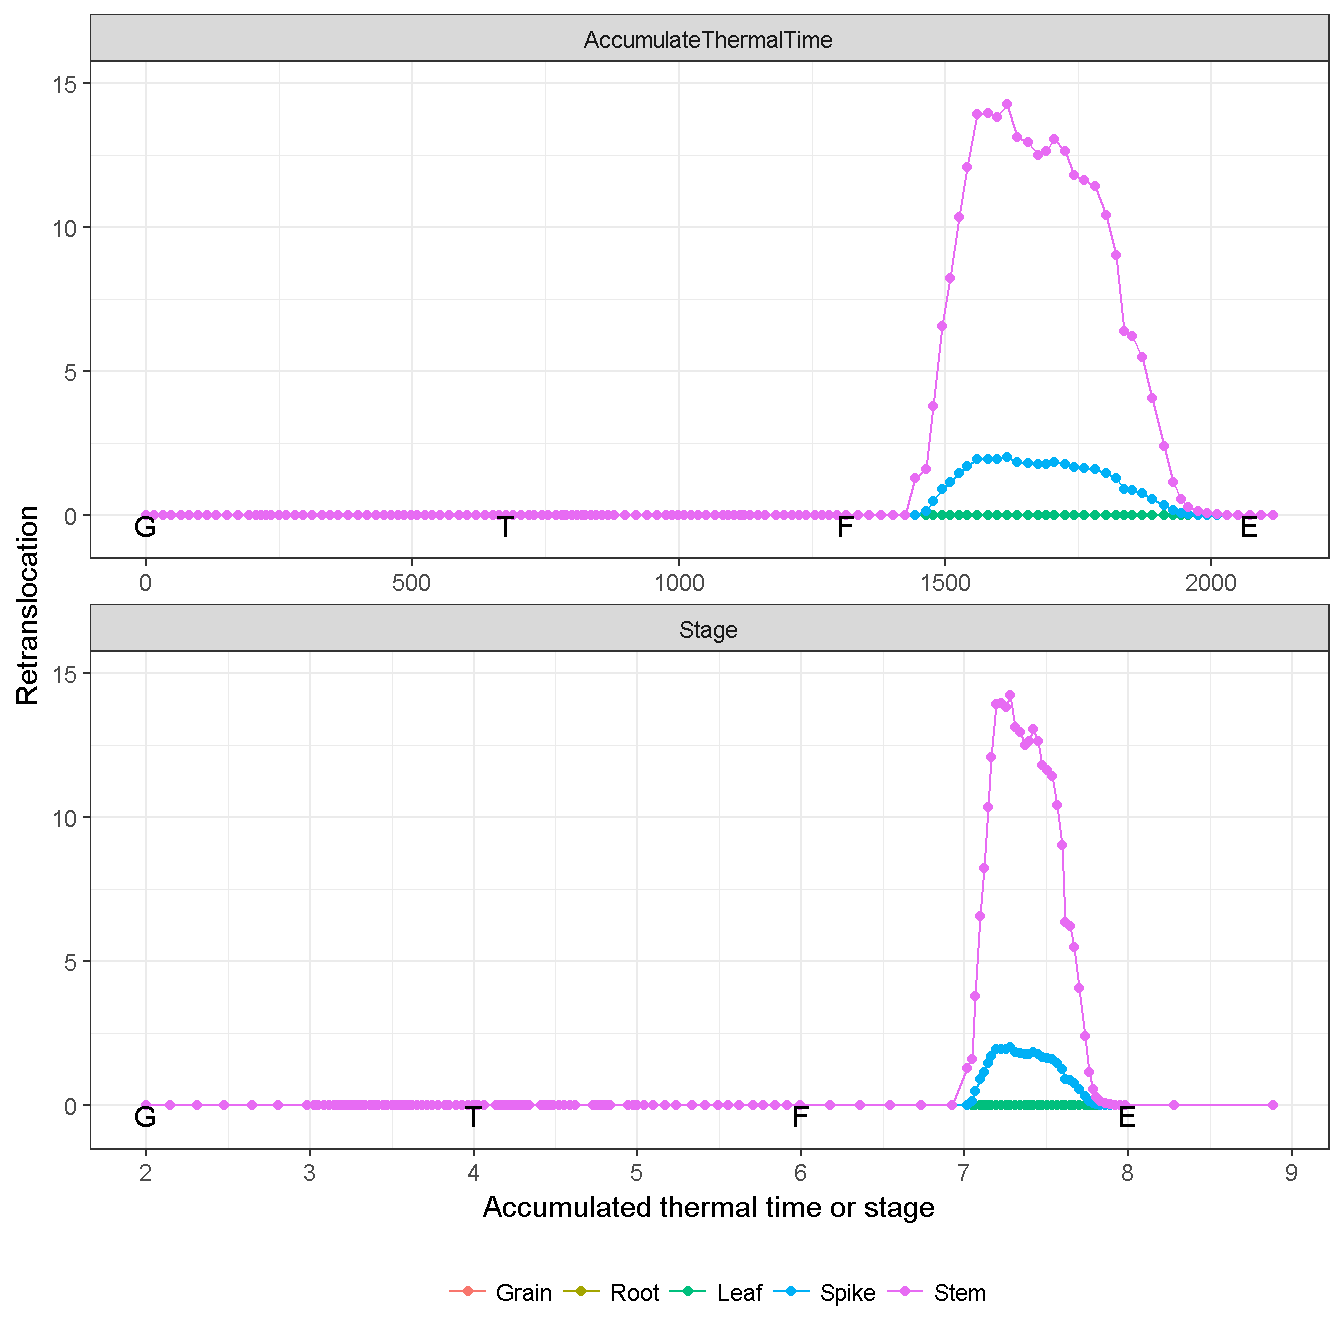 AccumulateThermalTime
15
10
5
0
G T F E
0 500 1000 1500 2000
Retranslocation
Stage
15
10
5
0
G T F E
2 3 4 5 6 7 8 9
Accumulated thermal time or stage
Grain Root Leaf Spike Stem